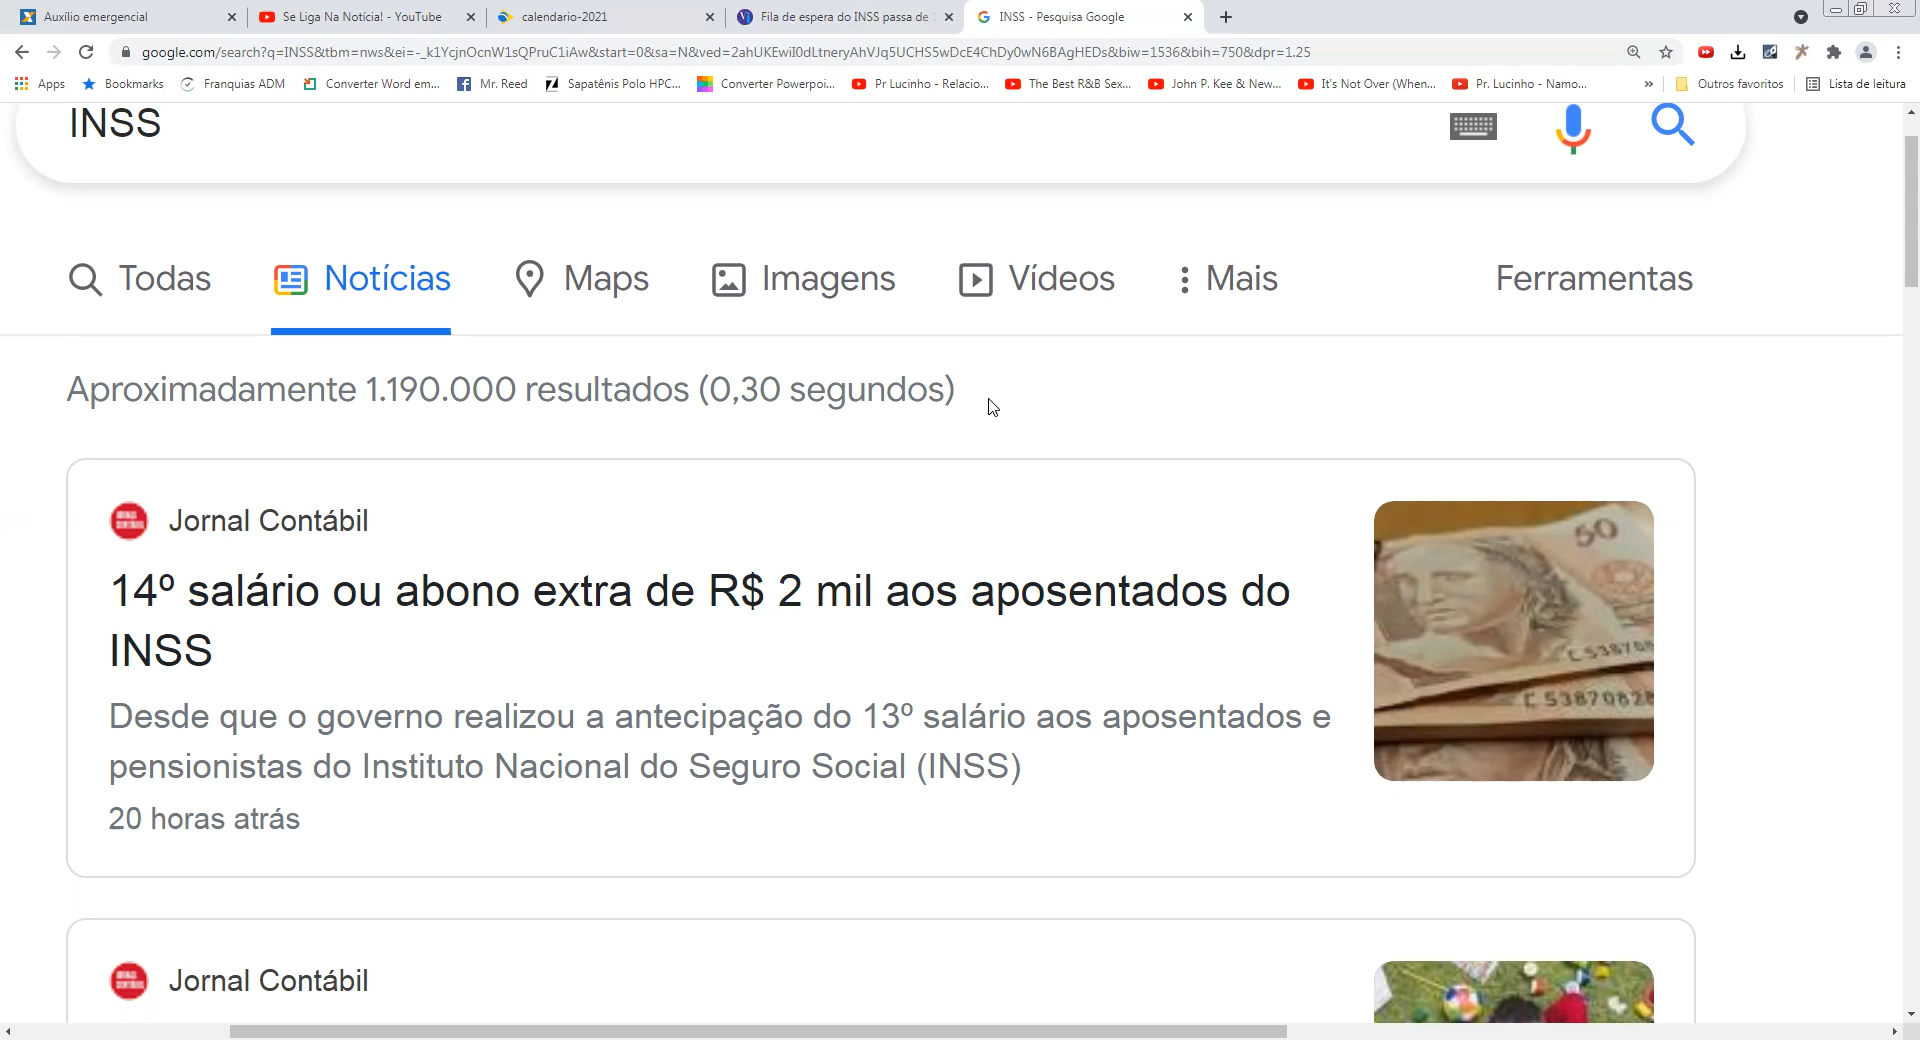 Auxílio emergencial
Se Liga Na Notícia! - YouTube
calendario-2021
Fila de espera do INSS passa de
INSS - Pesquisa Google
google.com/search?q=INSS&tbm=nws&ei=-_k1YcjnOcnW1sQPruC1iAw&start=0&sa=N&ved=2ahUKEwiI0dLtneryAhVJq5UCHS5wDcE4ChDy0wN6BAgHEDs&biw=1536&bih=750&dpr=1.25
Apps
Bookmarks
Franquias ADM
Converter Word em...
Mr. Reed
Sapatênis Polo HPC...
Converter Powerpoi...
Pr Lucinho - Relacio...
The Best R&B Sex...
John P. Kee & New...
It's Not Over (When...
Pr. Lucinho - Namo...
»
Outros favoritos
Lista de leitura
INSS
Todas
Notícias
Maps
Imagens
Vídeos
Mais
Ferramentas
Aproximadamente 1.190.000 resultados (0,30 segundos)
Jornal Contábil
14º salário ou abono extra de R$ 2 mil aos aposentados do
INSS
Desde que o governo realizou a antecipação do 13º salário aos aposentados e
pensionistas do Instituto Nacional do Seguro Social (INSS)
20 horas atrás
50
Jornal Contábil